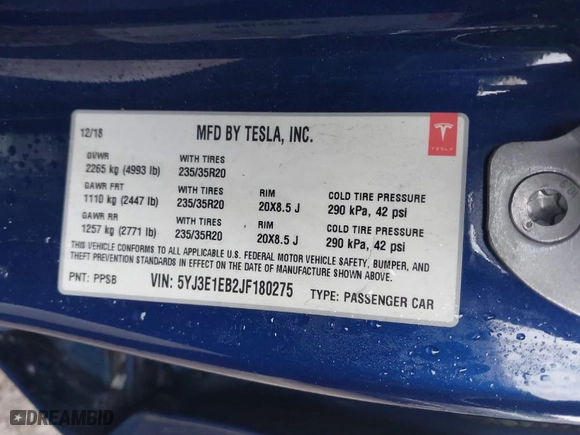 12/18
MFD BY TESLA, INC.
TESLA
GVWR WITH TIRES
2265 kg (4993 lb) 235/35R20
GAWR FRT WITH TIRES RIM COLD TIRE PRESSURE
1110 kg (2447 lb) 235/35R20 20X8.5 J 290 kPa, 42 psi
GAWR RR WITH TIRES RIM COLD TIRE PRESSURE
1257 kg (2771 lb) 235/35R20 20X8.5 J 290 kPa, 42 psi
THIS VEHICLE CONFORMS TO ALL APPLICABLE U.S. FEDERAL MOTOR VEHICLE SAFETY, BUMPER, AND
THEFT PREVENTION STANDARDS IN EFFECT ON THE DATE OF MANUFACTURE SHOWN ABOVE.
PNT: PPSB VIN: 5YJ3E1EB2JF180275 TYPE: PASSENGER CAR
DREAMBID